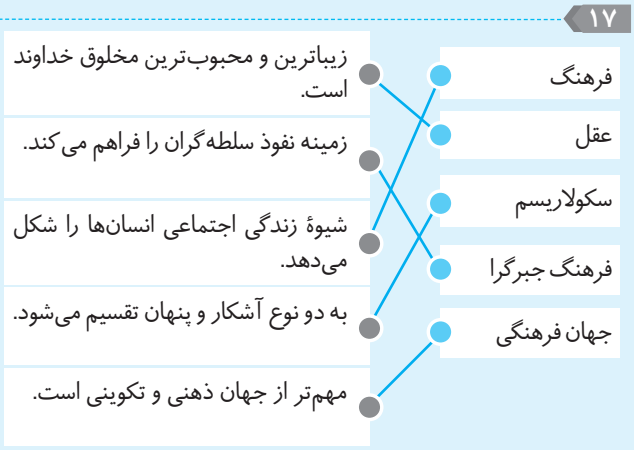 ۱۷
فرهنگ
عقل
سکولاریسم
فرهنگ جبرگرا
جهان فرهنگی
زیباترین و محبوب‌ترین مخلوق خداوند
است.
زمینه نفوذ سلطه‌گران را فراهم می‌کند.
شیوهٔ زندگی اجتماعی انسان‌ها را شکل
می‌دهد.
به دو نوع آشکار و پنهان تقسیم می‌شود.
مهم‌تر از جهان ذهنی و تکوینی است.